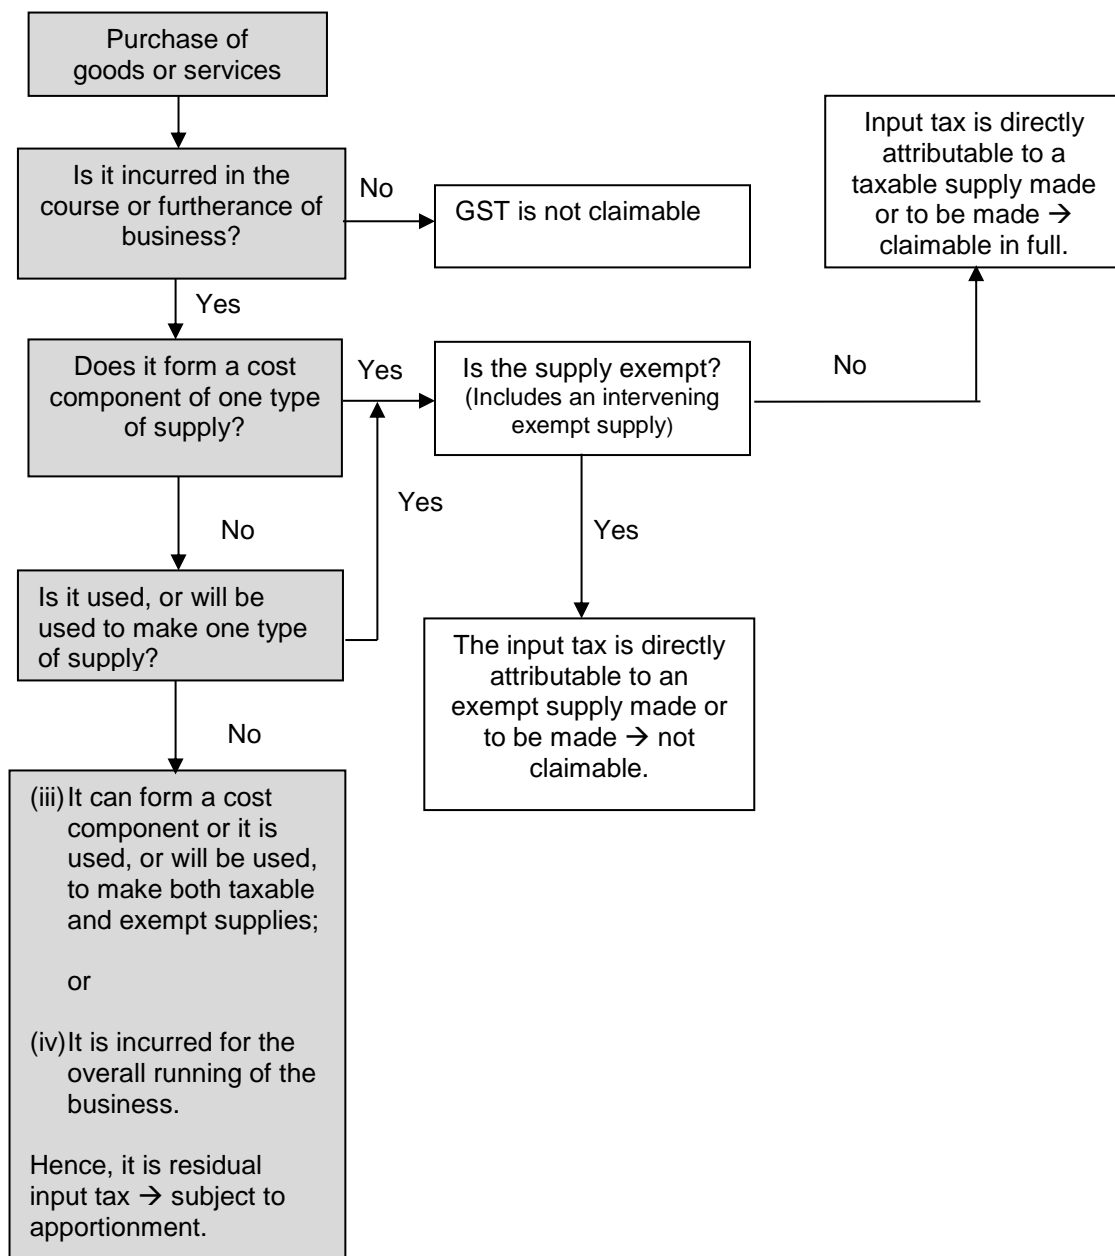 Purchase of
goods or services
Is it incurred in the
course or furtherance of
business?
No
GST is not claimable
Input tax is directly
attributable to a
taxable supply made
or to be made →
claimable in full.
Yes
Does it form a cost
component of one type
of supply?
Yes
Is the supply exempt?
(Includes an intervening
exempt supply)
No
Yes
No
Yes
Is it used, or will be
used to make one type
of supply?
The input tax is directly
attributable to an
exempt supply made or
to be made → not
claimable.
No
(iii) It can form a cost
component or it is
used, or will be used,
to make both taxable
and exempt supplies;
or
(iv) It is incurred for the
overall running of the
business.
Hence, it is residual
input tax → subject to
apportionment.